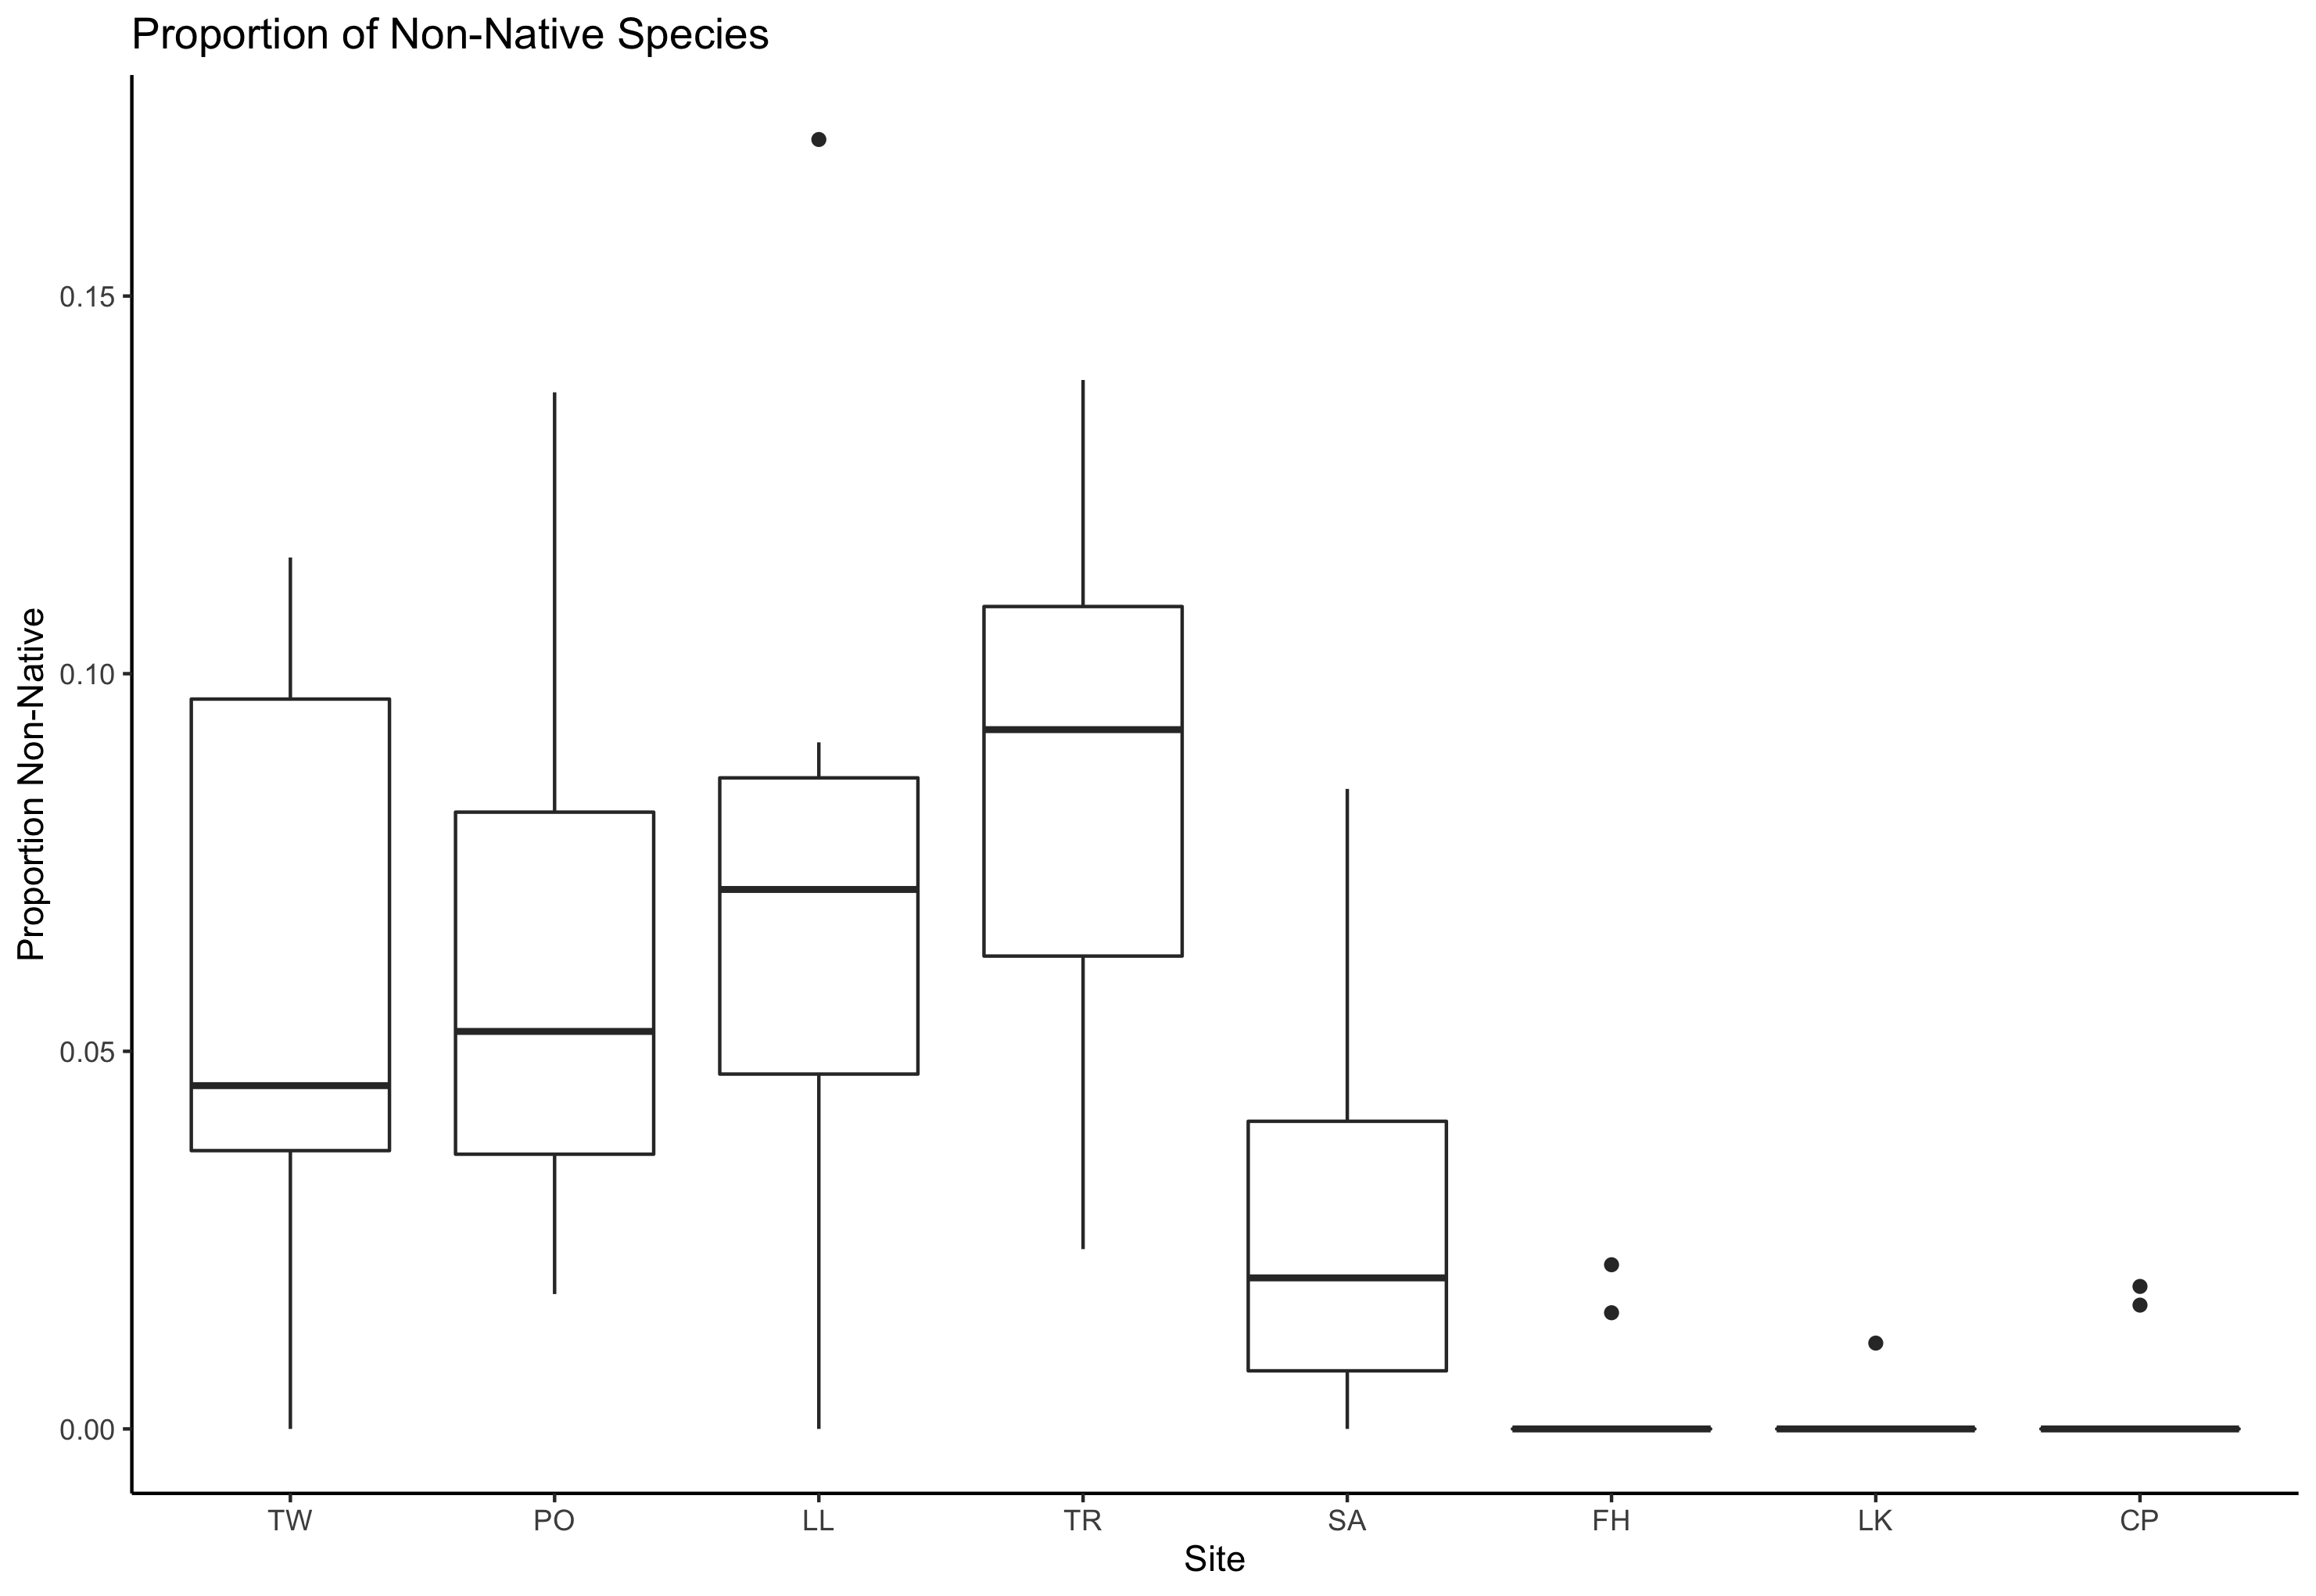 Proportion of Non-Native Species
Proportion Non-Native
0.15
0.10
0.05
0.00
TW PO LL TR SA FH LK CP
Site